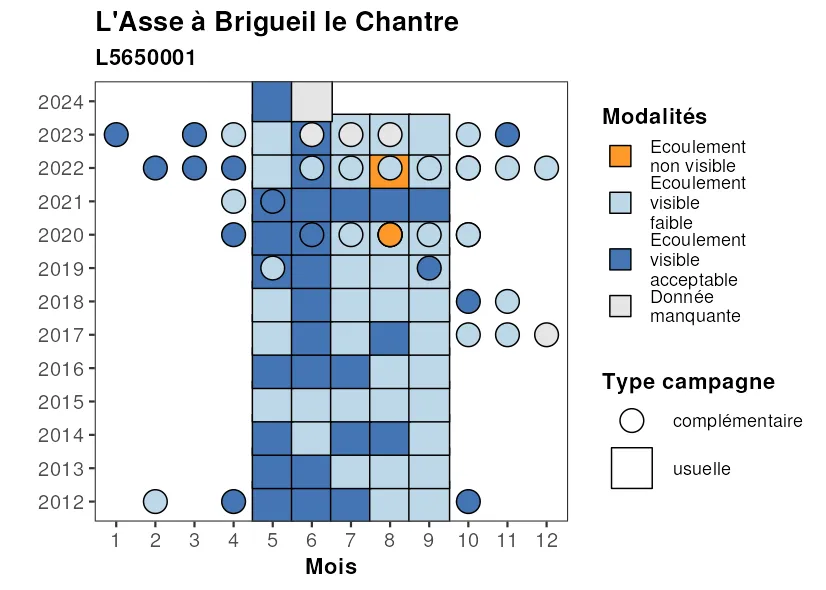 L'Asse à Brigueil le Chantre
L5650001
2024
2023
2022
2021
2020
2019
2018
2017
2016
2015
2014
2013
2012
1 2 3 4 5 6 7 8 9 10 11 12
Mois
Modalités
Ecoulement
non visible
Ecoulement
visible
faible
Ecoulement
visible
acceptable
Donnée
manquante
Type campagne
complémentaire
usuelle